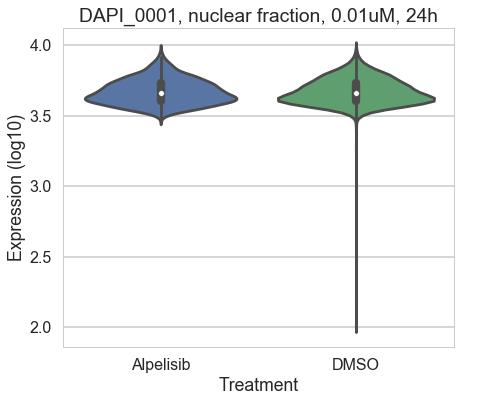 DAPI_0001, nuclear fraction, 0.01uM, 24h
4.0
3.5
3.0
2.5
2.0
Expression (log10)
Alpelisib
DMSO
Treatment